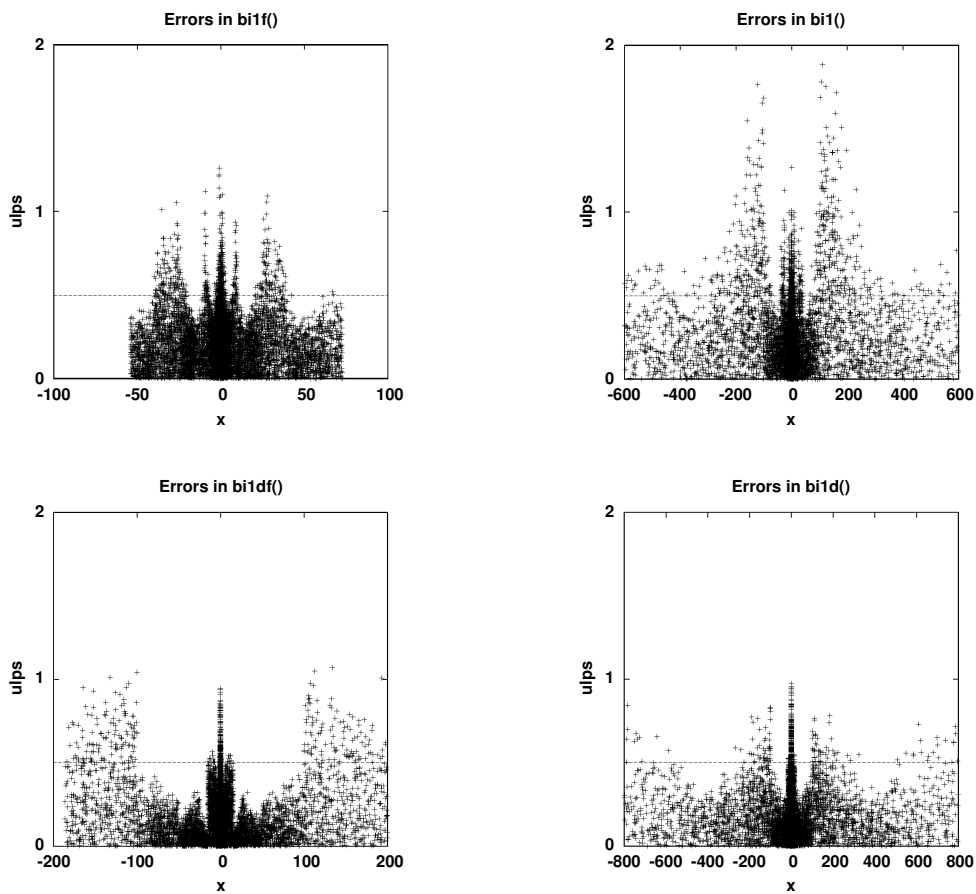 Errors in bi1f()
2
1
0
ulps
-100 -50 0 50 100
x
Errors in bi1()
2
1
0
ulps
-600 -400 -200 0 200 400 600
x
Errors in bi1df()
2
1
0
ulps
-200 -100 0 100 200
x
Errors in bi1d()
2
1
0
ulps
-800 -600 -400 -200 0 200 400 600 800
x